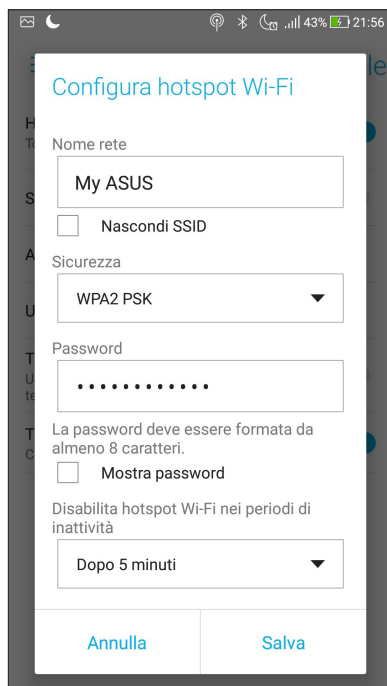 43% 21:56
le
Configura hotspot Wi-Fi
H
T
Nome rete
My ASUS
S
Nascondi SSID
A
Sicurezza
U
WPA2 PSK
Password
T
U
te
••••••••••••
T
C
La password deve essere formata da
almeno 8 caratteri.
Mostra password
Disabilita hotspot Wi-Fi nei periodi di
inattività
Dopo 5 minuti
Annulla Salva